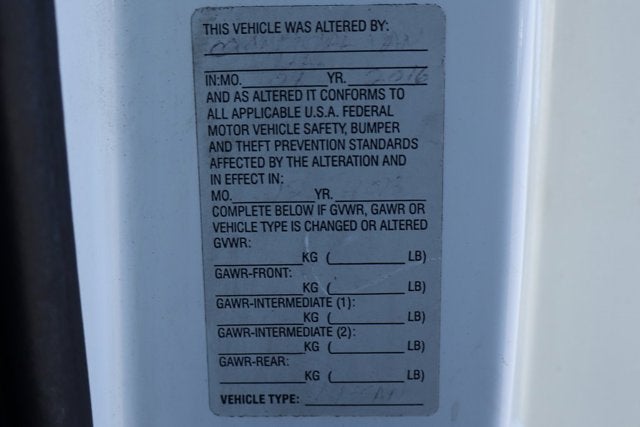 THIS VEHICLE WAS ALTERED BY:
IN:MO. YR. 2016
AND AS ALTERED IT CONFORMS TO
ALL APPLICABLE U.S.A. FEDERAL
MOTOR VEHICLE SAFETY, BUMPER
AND THEFT PREVENTION STANDARDS
AFFECTED BY THE ALTERATION AND
IN EFFECT IN:
MO. YR.
COMPLETE BELOW IF GVWR, GAWR OR
VEHICLE TYPE IS CHANGED OR ALTERED
GVWR:
KG ( LB)
GAWR-FRONT:
KG ( LB)
GAWR-INTERMEDIATE (1):
KG ( LB)
GAWR-INTERMEDIATE (2):
KG ( LB)
GAWR-REAR:
KG ( LB)
VEHICLE TYPE: